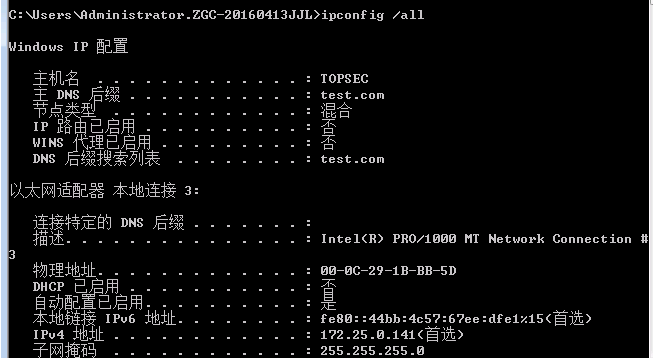 C:\Users\Administrator.ZGC-20160413JJL>ipconfig /all
Windows IP 配置
主机名 . . . . . . . . . . . . . : TOPSEC
主 DNS 后缀 . . . . . . . . . . . : test.com
节点类型 . . . . . . . . . . . . : 混合
IP 路由已启用 . . . . . . . . . . : 否
WINS 代理已启用 . . . . . . . . . : 否
DNS 后缀搜索列表 . . . . . . . . : test.com
以太网适配器 本地连接 3:
连接特定的 DNS 后缀 . . . . . . . :
描述. . . . . . . . . . . . . . . : Intel(R) PRO/1000 MT Network Connection #
3
物理地址. . . . . . . . . . . . . : 00-0C-29-1B-BB-5D
DHCP 已启用 . . . . . . . . . . . : 否
自动配置已启用. . . . . . . . . . : 是
本地链接 IPv6 地址. . . . . . . . : fe80::44bb:4c57:67ee:dfe1%15(首选)
IPv4 地址 . . . . . . . . . . . . : 172.25.0.141(首选)
子网掩码 . . . . . . . . . . . . : 255.255.255.0